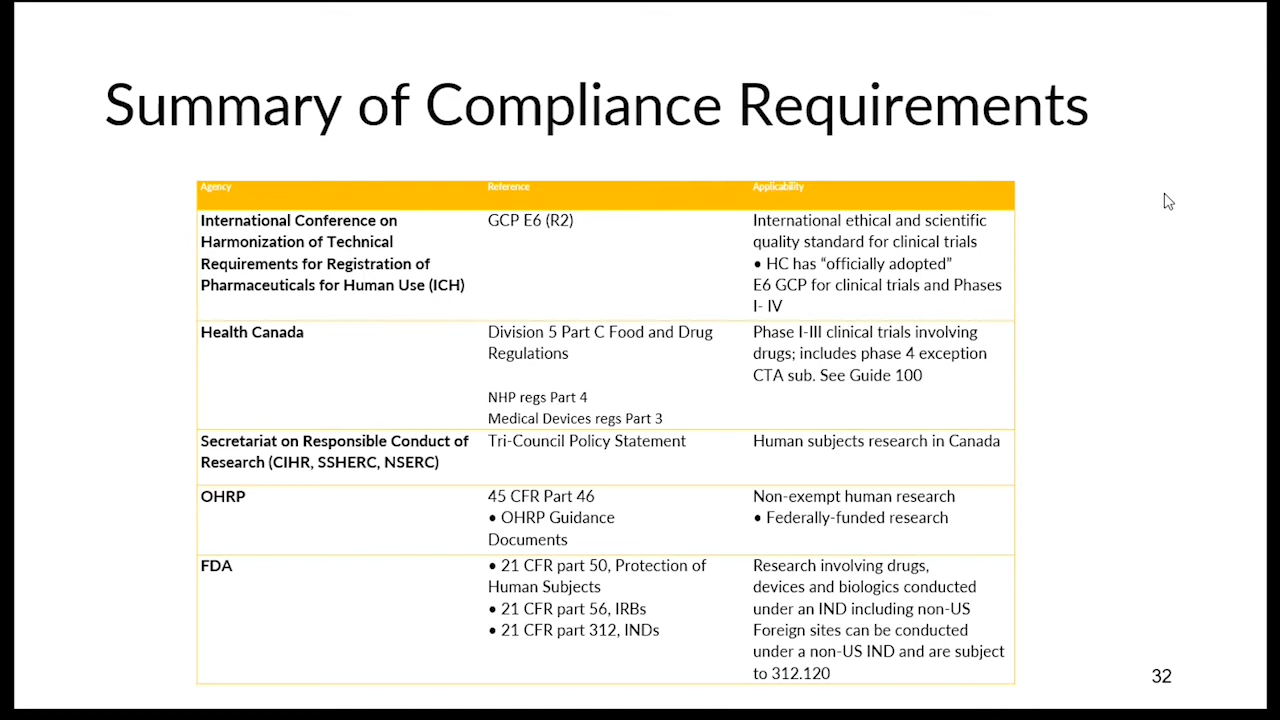 Summary of Compliance Requirements
Agency
Reference
Applicability
International Conference on
Harmonization of Technical
Requirements for Registration of
Pharmaceuticals for Human Use (ICH)
GCP E6 (R2)
International ethical and scientific
quality standard for clinical trials
• HC has “officially adopted”
E6 GCP for clinical trials and Phases
I- IV
Health Canada
Division 5 Part C Food and Drug
Regulations
NHP regs Part 4
Medical Devices regs Part 3
Phase I-III clinical trials involving
drugs; includes phase 4 exception
CTA sub. See Guide 100
Secretariat on Responsible Conduct of
Research (CIHR, SSHERC, NSERC)
Tri-Council Policy Statement
Human subjects research in Canada
OHRP
45 CFR Part 46
• OHRP Guidance
Documents
Non-exempt human research
• Federally-funded research
FDA
• 21 CFR part 50, Protection of
Human Subjects
• 21 CFR part 56, IRBs
• 21 CFR part 312, INDs
Research involving drugs,
devices and biologics conducted
under an IND including non-US
Foreign sites can be conducted
under a non-US IND and are subject
to 312.120
32